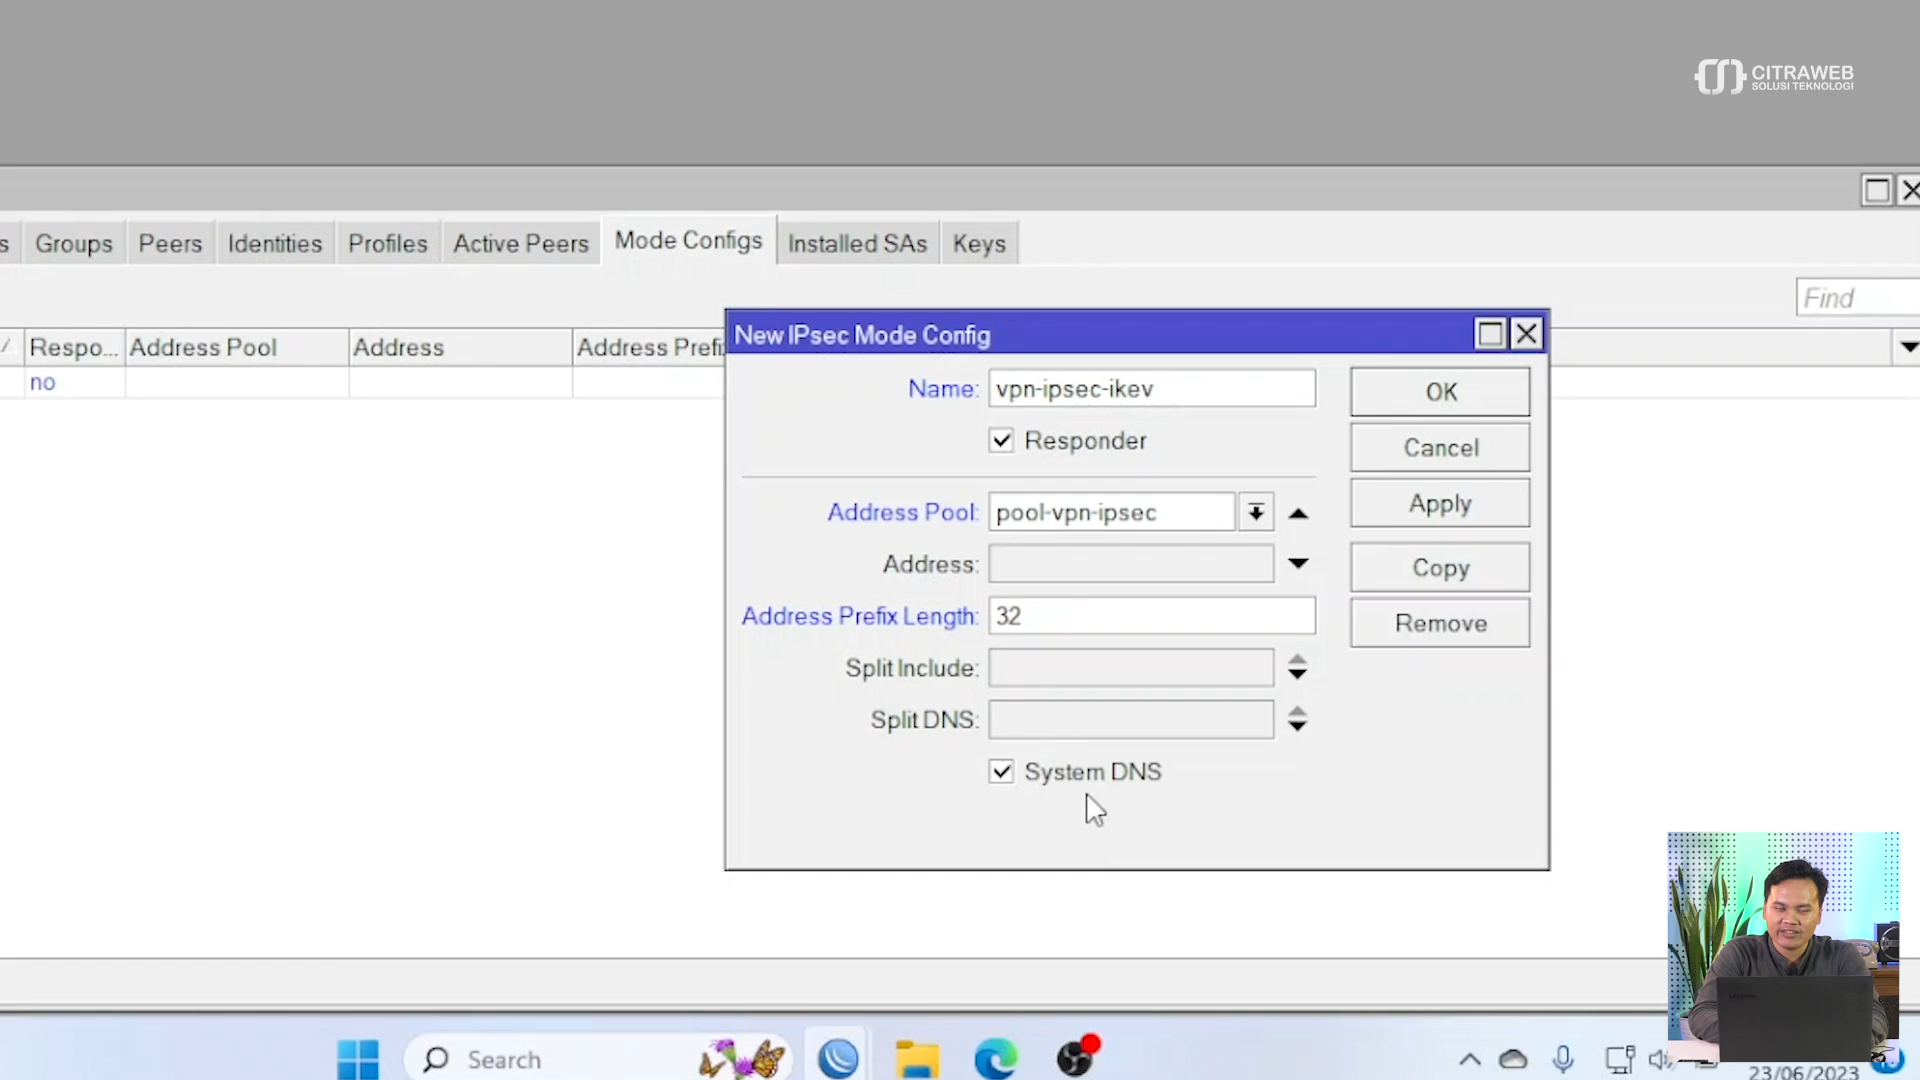 CITRAWEB
SOLUSI TEKNOLOGI
s Groups Peers Identities Profiles Active Peers Mode Configs Installed SAs Keys
Find
Respo... Address Pool Address Address Prefi
no
New IPsec Mode Config
Name: vpn-ipsec-ikev
Responder
Address Pool: pool-vpn-ipsec
Address:
Address Prefix Length: 32
Split Include:
Split DNS:
System DNS
OK
Cancel
Apply
Copy
Remove
Search
23/06/2023